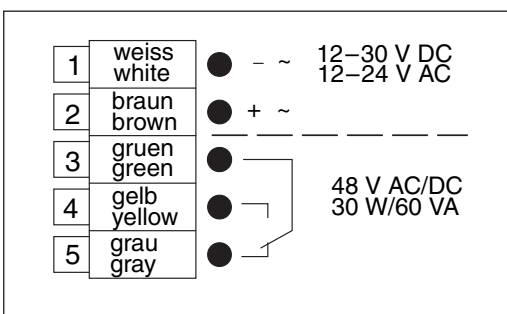 1 weiss white − ~ 12–30 V DC
12–24 V AC
2 braun brown + ~
3 gruen green
4 gelb yellow 48 V AC/DC
30 W/60 VA
5 grau gray